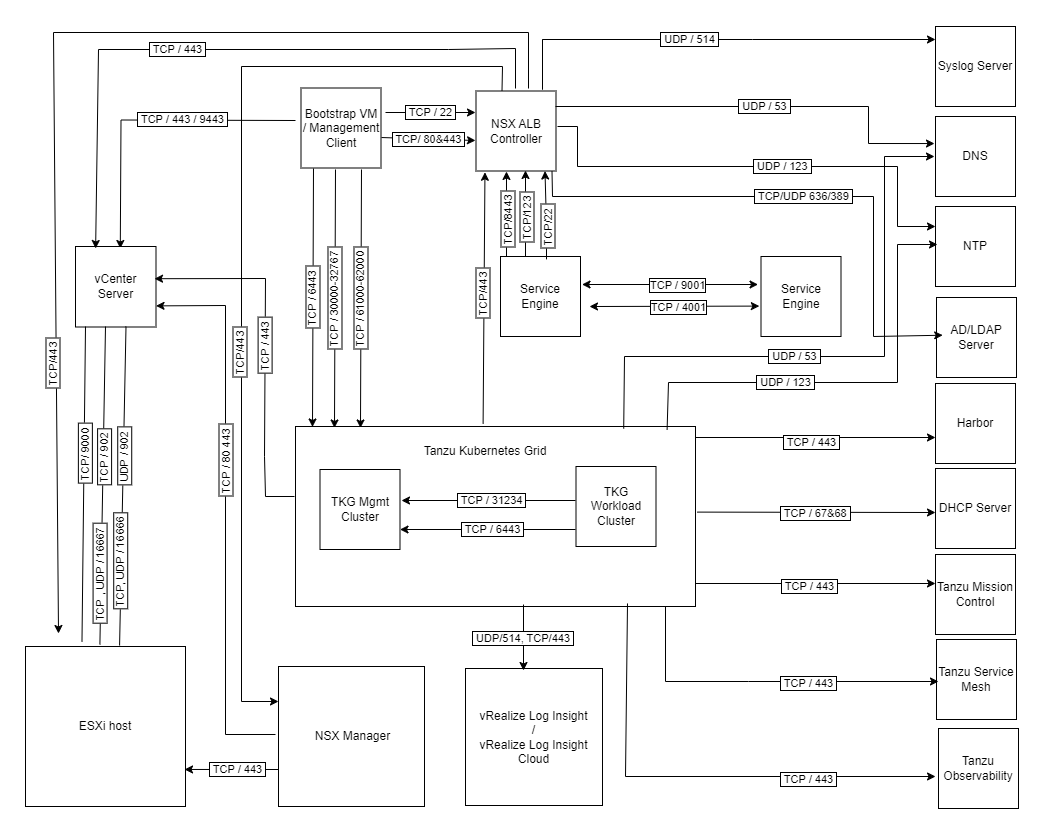 UDP / 514
TCP / 443
Syslog Server
Bootstrap VM
/ Management
Client
TCP / 22
NSX ALB
Controller
UDP / 53
TCP / 443 / 9443
TCP/ 80&443
DNS
UDP / 123
TCP/UDP 636/389
TCP/8443
TCP/123
TCP/22
NTP
vCenter
Server
TCP / 6443
TCP / 30000-32767
TCP / 61000-62000
TCP/443
Service
Engine
TCP / 9001
TCP / 4001
Service
Engine
AD/LDAP
Server
TCP/443
TCP/443
TCP / 443
UDP / 53
UDP / 123
Harbor
TCP/ 9000
TCP / 902
UDP / 902
TCP / 80 443
Tanzu Kubernetes Grid
TCP / 443
TKG Mgmt
Cluster
TCP / 31234
TCP / 6443
TKG
Workload
Cluster
TCP / 67&68
DHCP Server
TCP , UDP / 16667
TCP, UDP / 16666
TCP / 443
Tanzu Mission
Control
UDP/514, TCP/443
TCP / 443
Tanzu Service
Mesh
ESXi host
TCP / 443
NSX Manager
vRealize Log Insight
/
vRealize Log Insight
Cloud
TCP / 443
Tanzu
Observability